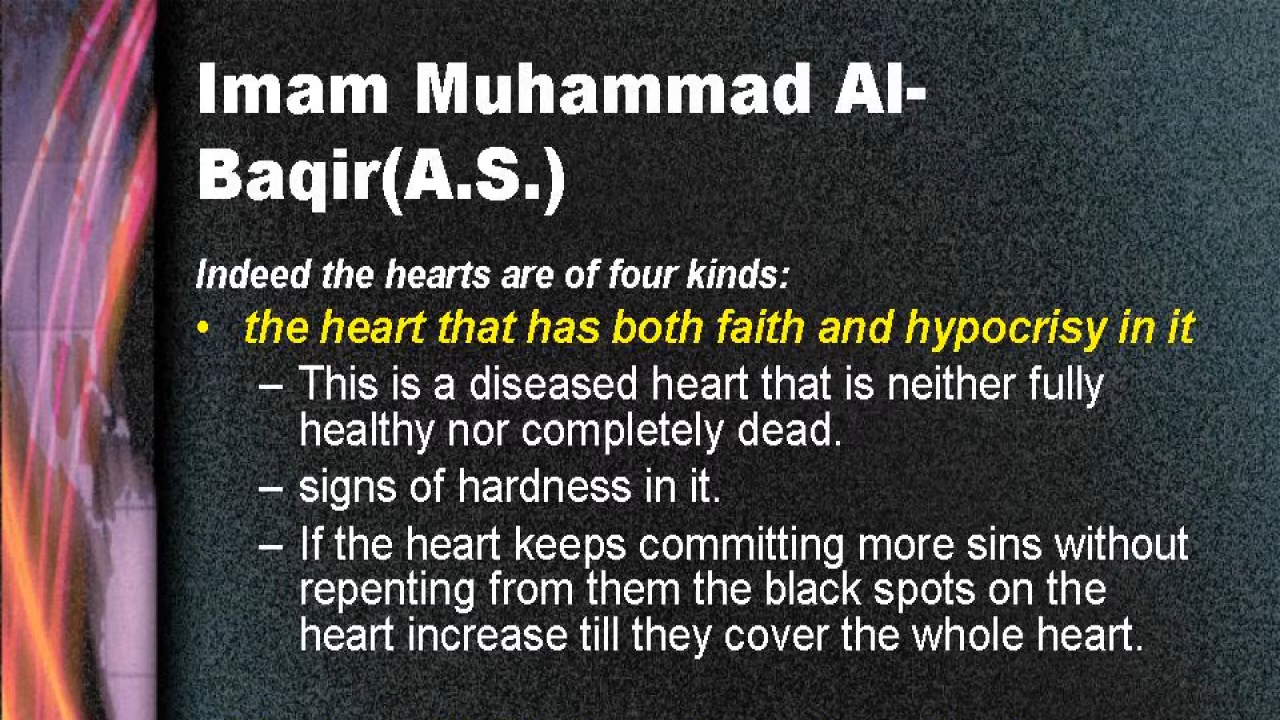 Imam Muhammad Al-
Baqir(A.S.)
Indeed the hearts are of four kinds:
• the heart that has both faith and hypocrisy in it
– This is a diseased heart that is neither fully
healthy nor completely dead.
– signs of hardness in it.
– If the heart keeps committing more sins without
repenting from them the black spots on the
heart increase till they cover the whole heart.